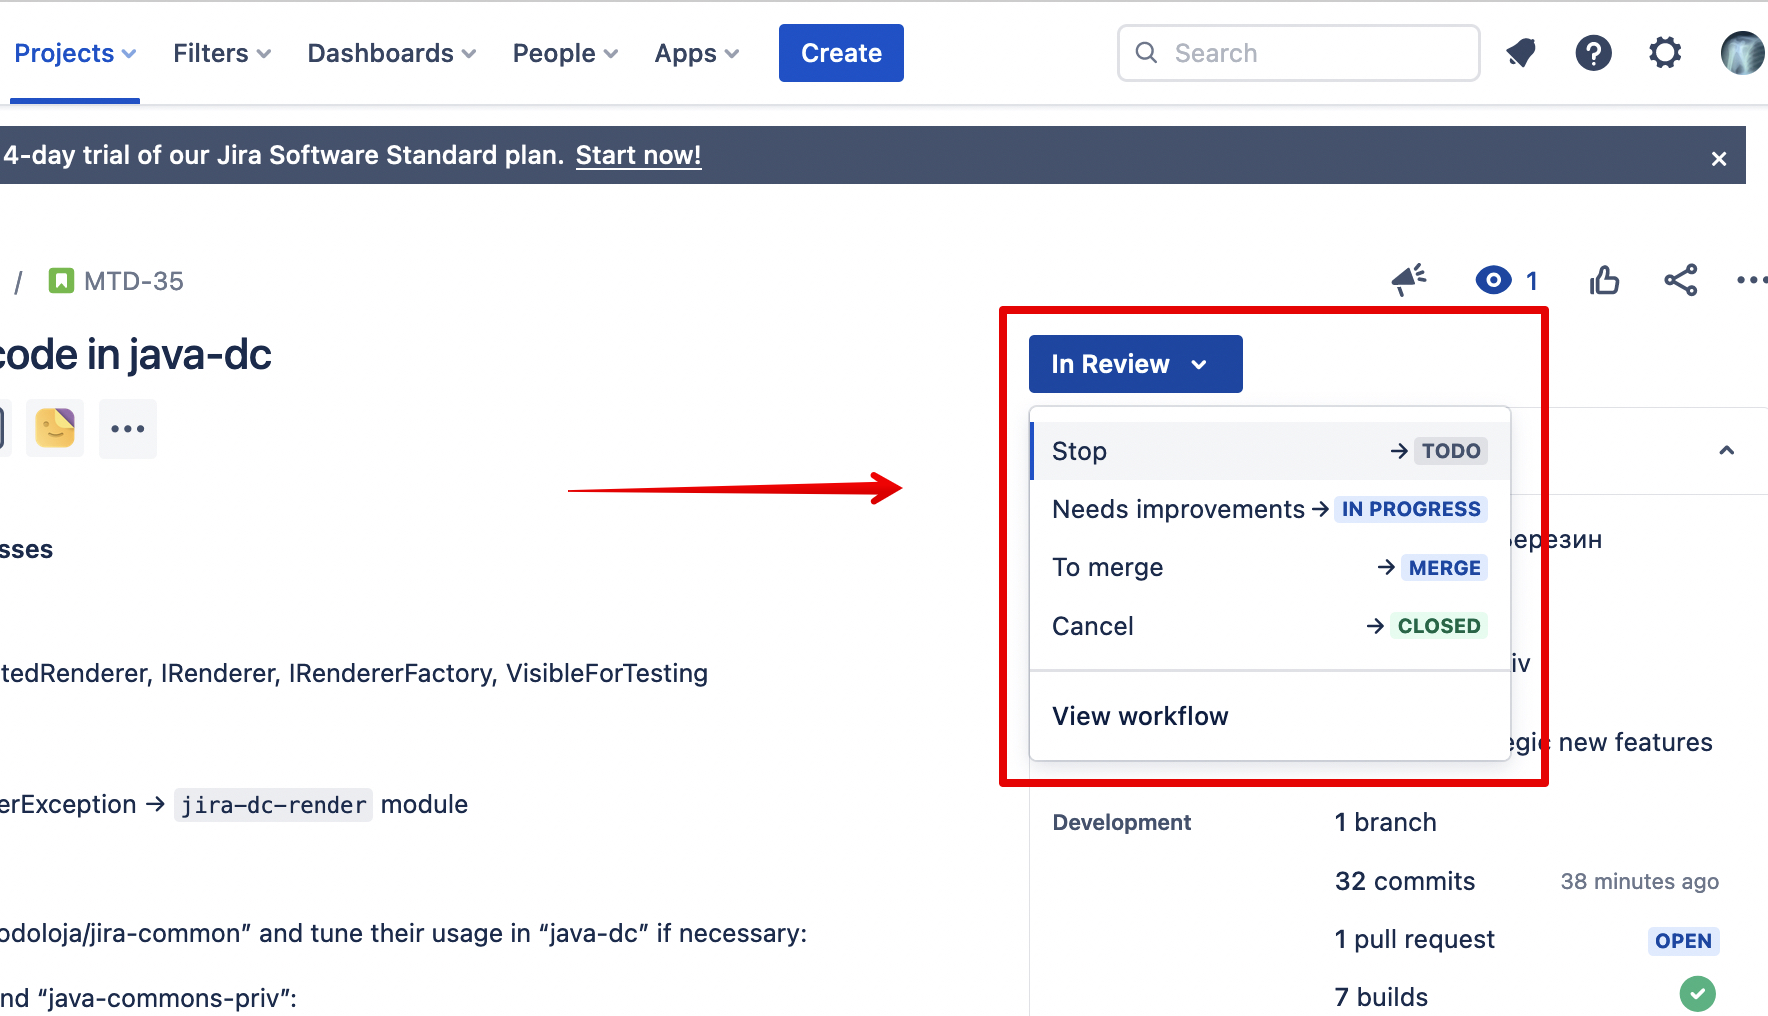 Projects Filters Dashboards People Apps Create Search
4-day trial of our Jira Software Standard plan. Start now!
/ MTD-35
1
code in java-dc
In Review
Stop → TODO
Needs improvements → IN PROGRESS
To merge → MERGE
Cancel → CLOSED
View workflow
sses
ерезин
tedRenderer, IRenderer, IRendererFactory, VisibleForTesting
iv
egic new features
erException → jira-dc-render module
Development 1 branch
32 commits 38 minutes ago
odoloja/jira-common” and tune their usage in “java-dc” if necessary:
1 pull request OPEN
nd “java-commons-priv”:
7 builds